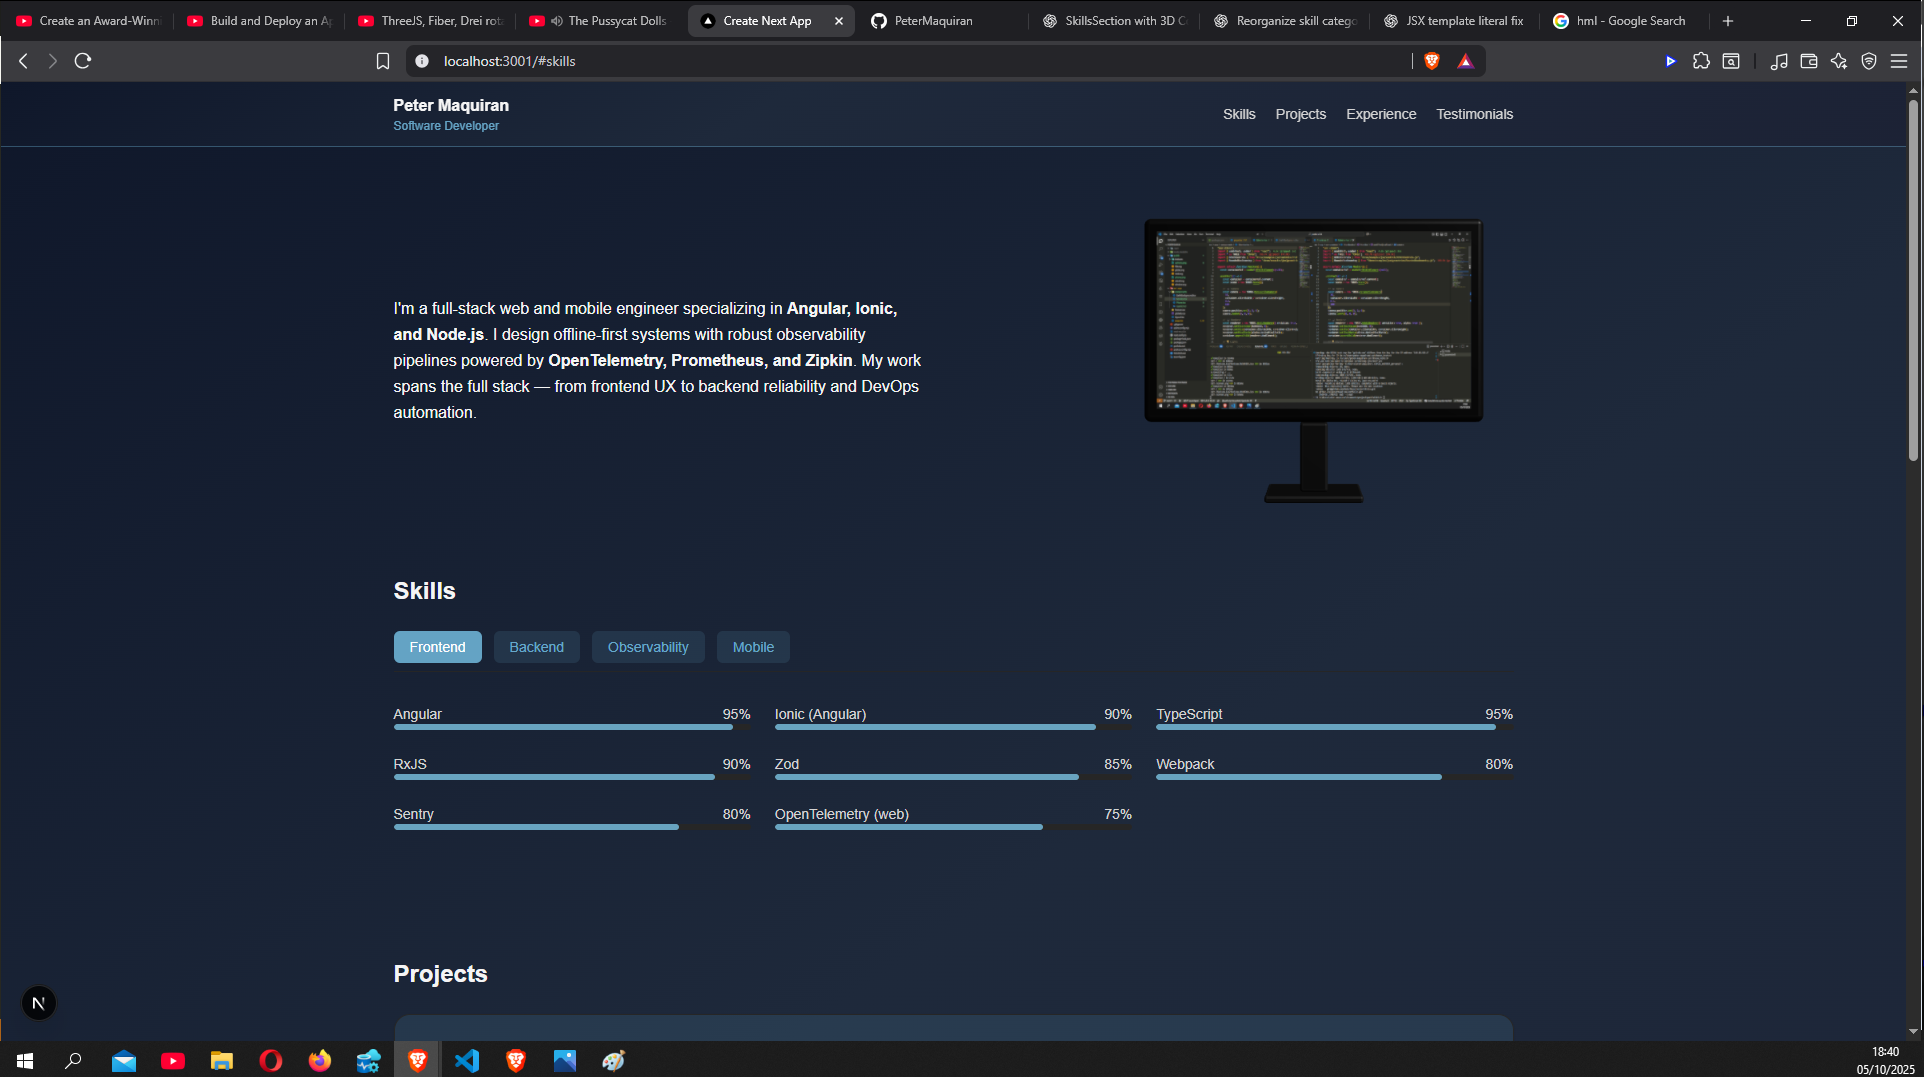 Create an Award-Winn
Build and Deploy an Ap
ThreeJS, Fiber, Drei rota
The Pussycat Dolls
Create Next App
PeterMaquiran
SkillsSection with 3D C
Reorganize skill catego
JSX template literal fix
hml - Google Search
localhost:3001/#skills
Peter Maquiran
Software Developer
Skills
Projects
Experience
Testimonials
I'm a full-stack web and mobile engineer specializing in Angular, Ionic,
and Node.js. I design offline-first systems with robust observability
pipelines powered by OpenTelemetry, Prometheus, and Zipkin. My work
spans the full stack — from frontend UX to backend reliability and DevOps
automation.
Skills
Frontend
Backend
Observability
Mobile
Angular 95%
Ionic (Angular) 90%
TypeScript 95%
RxJS 90%
Zod 85%
Webpack 80%
Sentry 80%
OpenTelemetry (web) 75%
Projects
N
18:40
05/10/2025